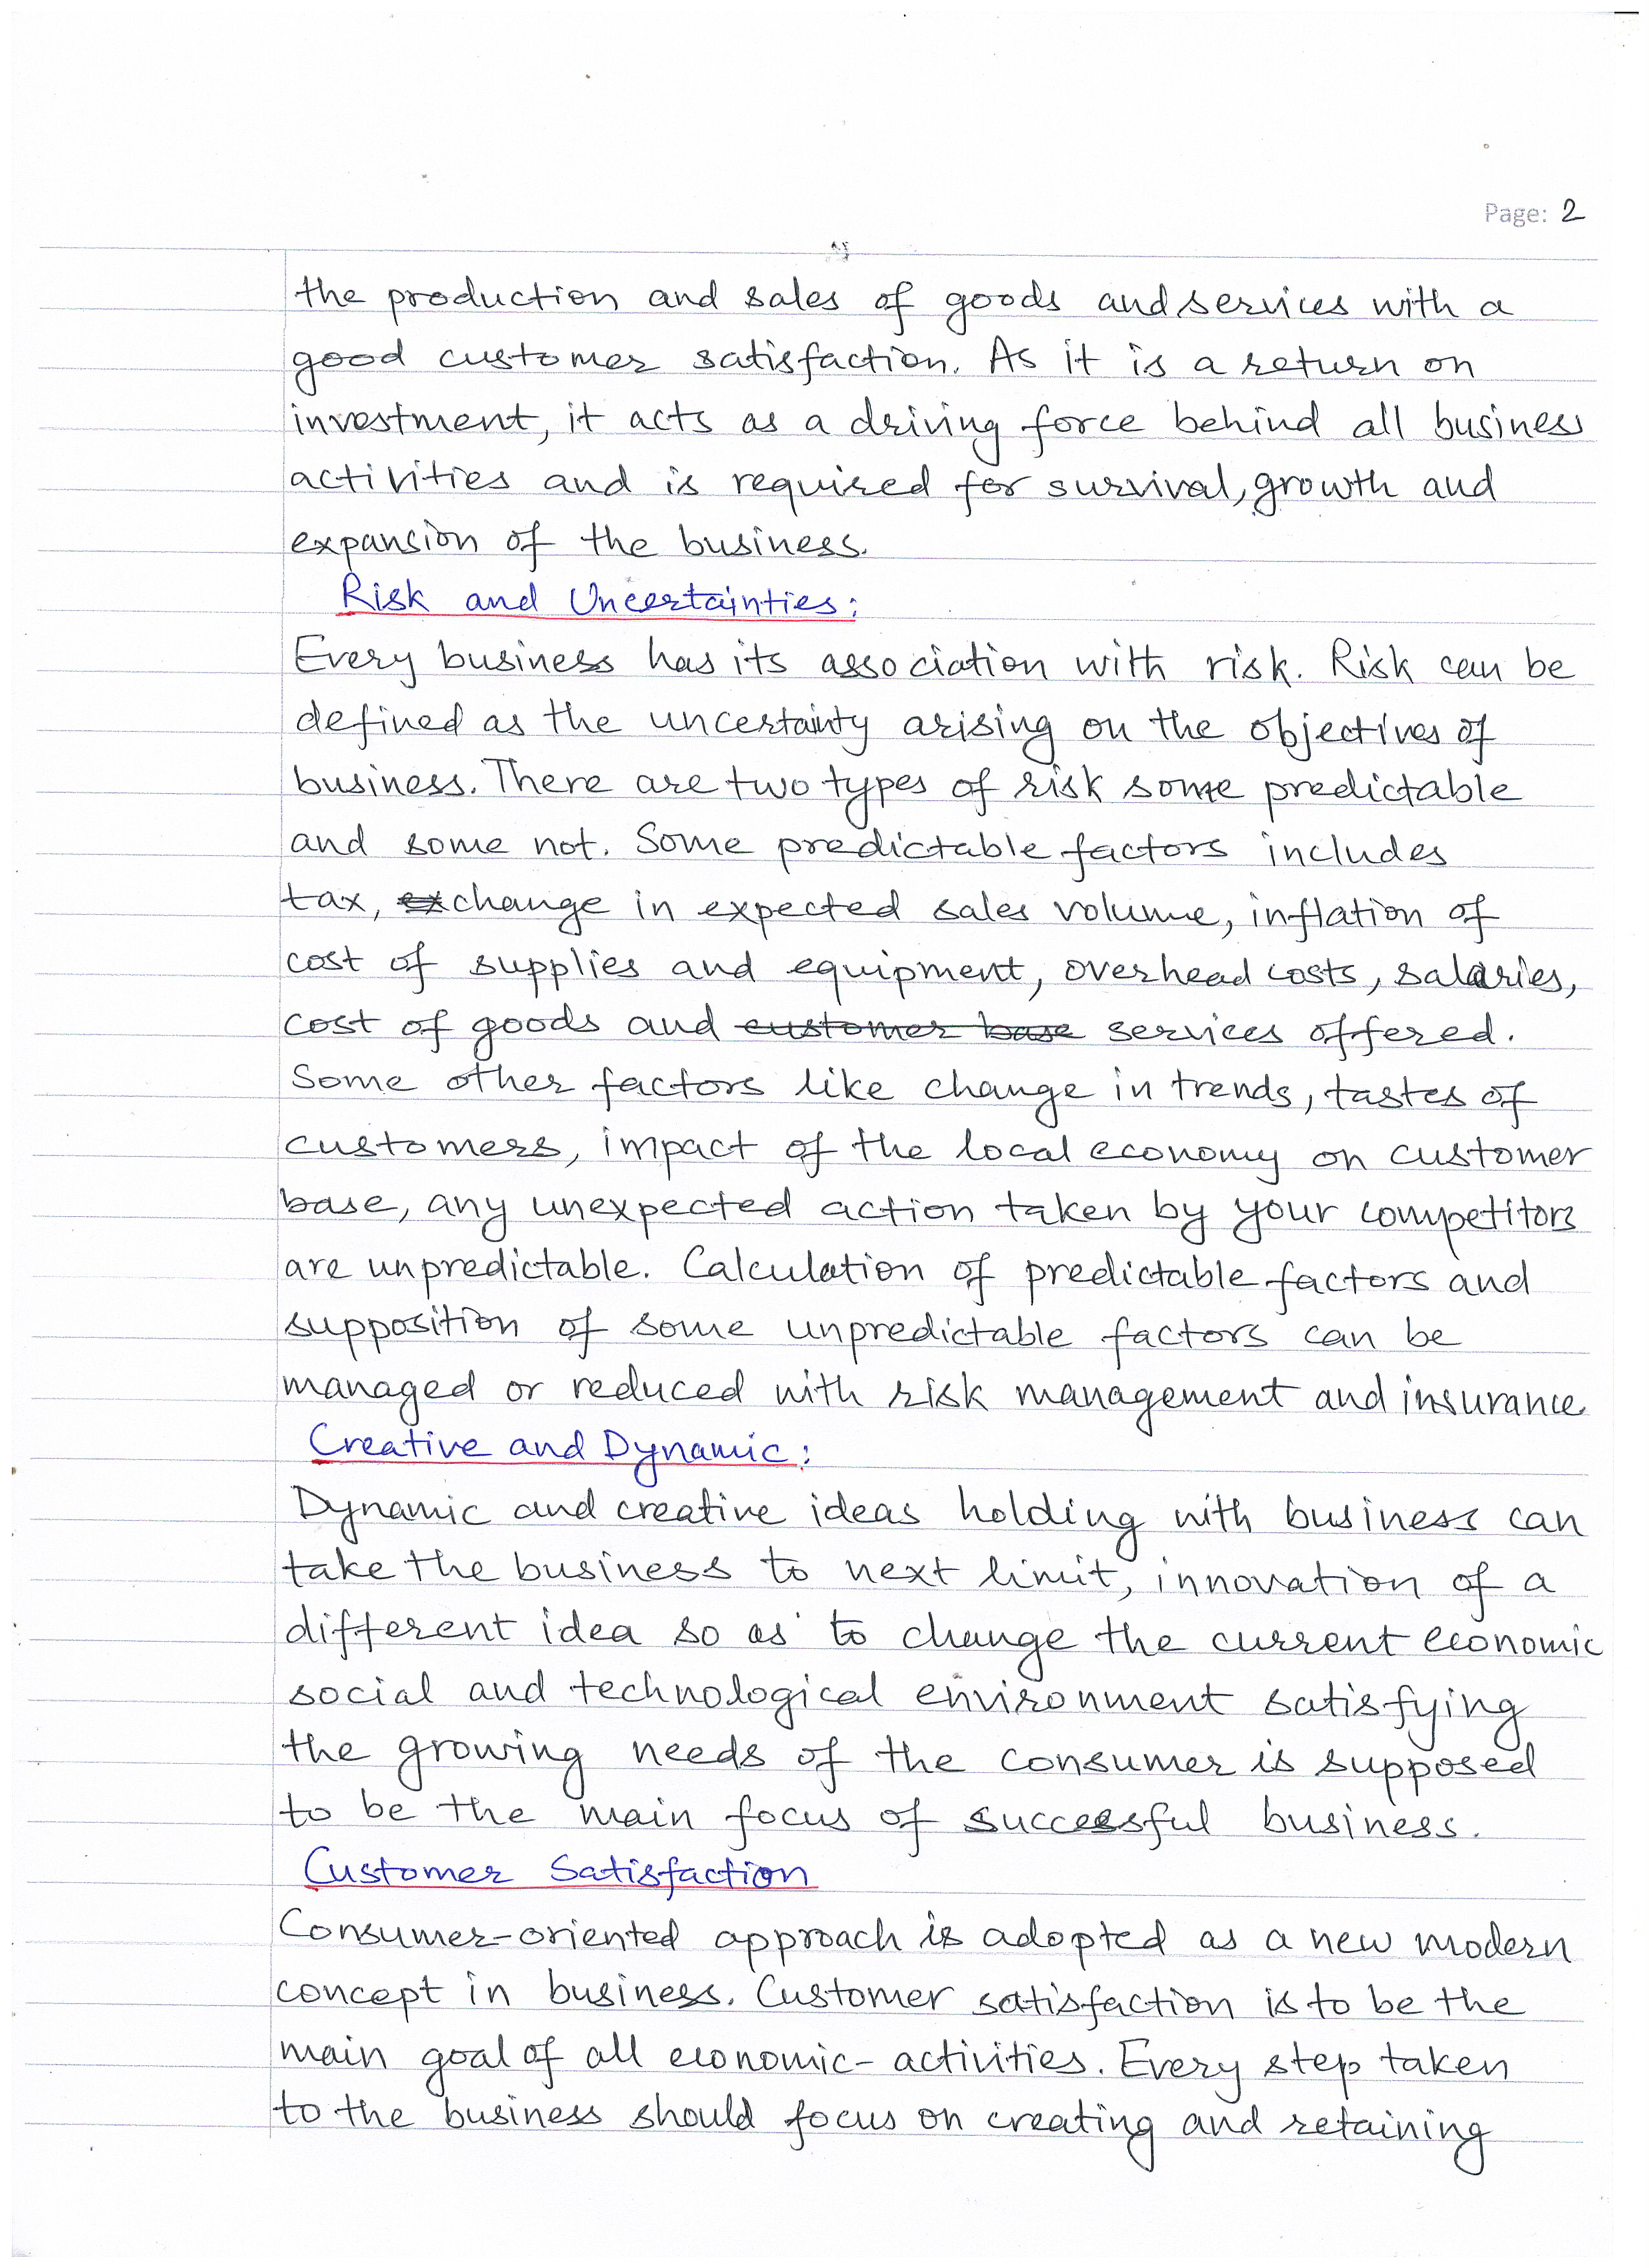 Page: 2
the production and sales of goods and services with a
good customer satisfaction. As it is a return on
investment, it acts as a driving force behind all business
activities and is required for survival, growth and
expansion of the business.
Risk and Uncertainties:
Every business has its association with risk. Risk can be
defined as the uncertainty arising on the objectives of
business. There are two types of risk some predictable
and some not. Some predictable factors includes
tax, ex change in expected sales volume, inflation of
cost of supplies and equipment, overhead costs, salaries,
cost of goods and customer base services offered.
Some other factors like change in trends, tastes of
customers, impact of the local economy on customer
base, any unexpected action taken by your competitors
are unpredictable. Calculation of predictable factors and
supposition of some unpredictable factors can be
managed or reduced with risk management and insurance.
Creative and Dynamic:
Dynamic and creative ideas holding with business can
take the business to next limit, innovation of a
different idea so as to change the current economic
social and technological environment satisfying
the growing needs of the consumer is supposed
to be the main focus of successful business.
Customer Satisfaction
Consumer-oriented approach is adopted as a new modern
concept in business. Customer satisfaction is to be the
main goal of all economic-activities. Every step taken
to the business should focus on creating and retaining